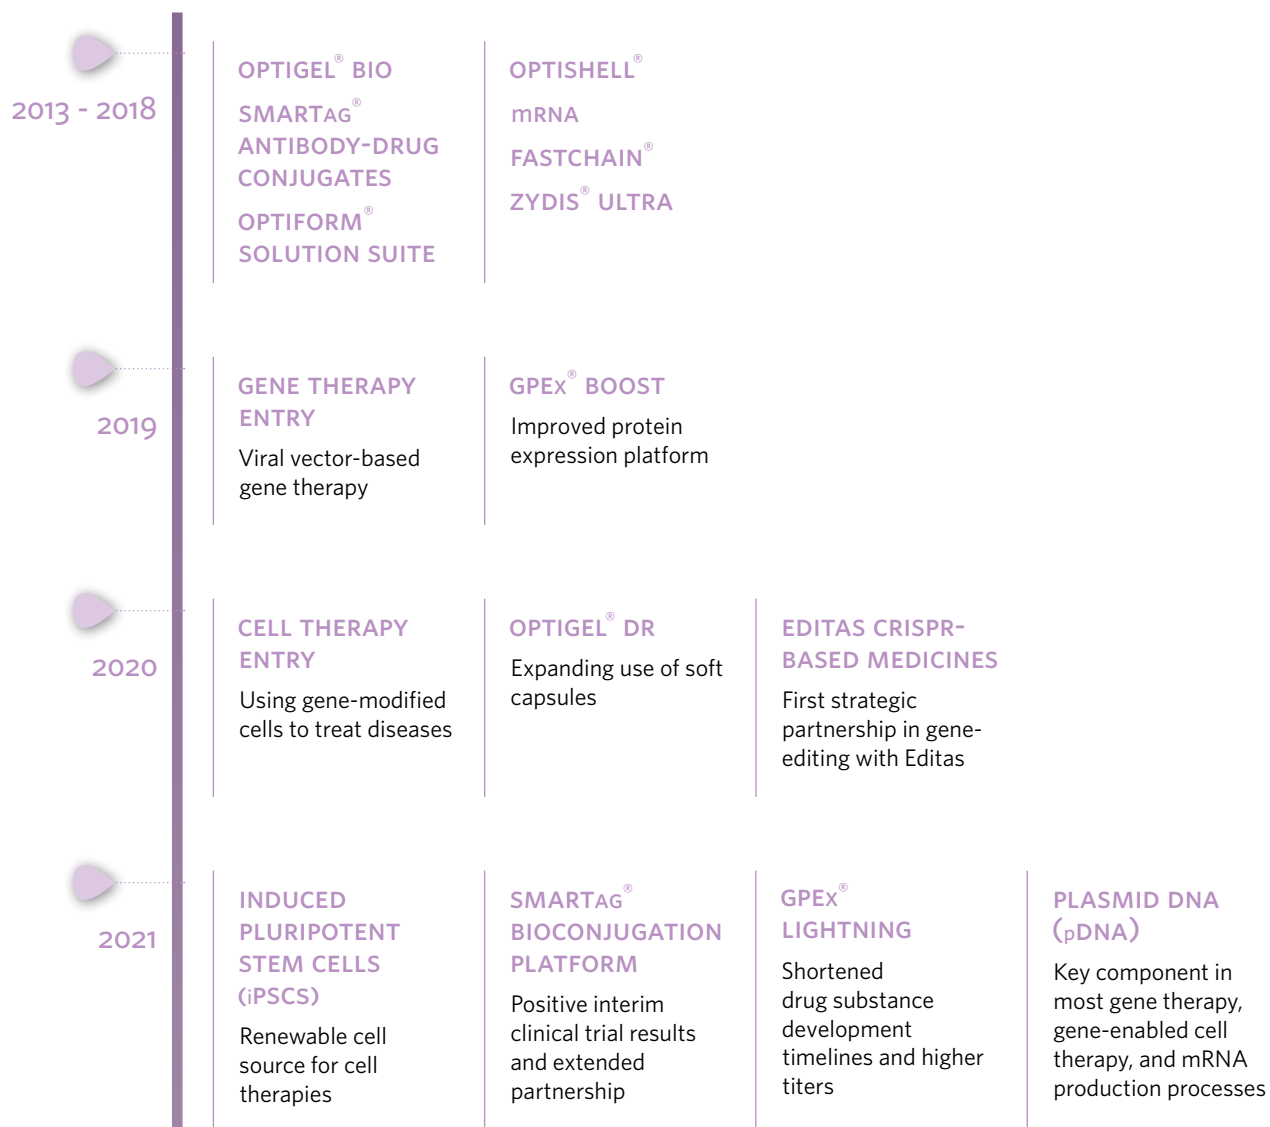 2013 - 2018
OPTIGEL® BIO
SMARTAG®
ANTIBODY-DRUG
CONJUGATES
OPTIFORM®
SOLUTION SUITE
OPTISHELL®
mRNA
FASTCHAIN®
ZYDIS® ULTRA
2019
GENE THERAPY
ENTRY
Viral vector-based
gene therapy
GPEx® BOOST
Improved protein
expression platform
2020
CELL THERAPY
ENTRY
Using gene-modified
cells to treat diseases
OPTIGEL® DR
Expanding use of soft
capsules
EDITAS CRISPR-
BASED MEDICINES
First strategic
partnership in gene-
editing with Editas
2021
INDUCED
PLURIPOTENT
STEM CELLS
(iPSCS)
Renewable cell
source for cell
therapies
SMARTAG®
BIOCONJUGATION
PLATFORM
Positive interim
clinical trial results
and extended
partnership
GPEx®
LIGHTNING
Shortened
drug substance
development
timelines and higher
titers
PLASMID DNA
(pDNA)
Key component in
most gene therapy,
gene-enabled cell
therapy, and mRNA
production processes